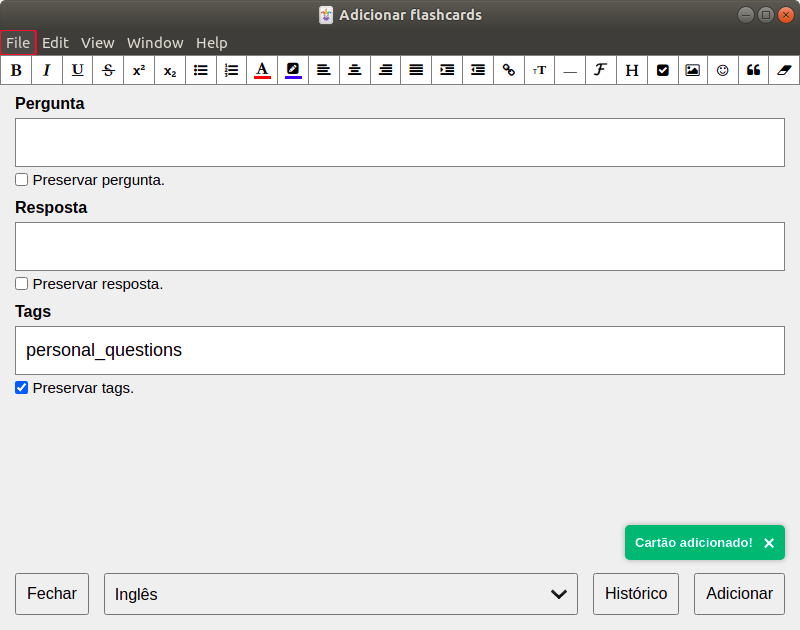 Adicionar flashcards
File Edit View Window Help
B I U S x² x₂ A тT — ℱ H
Pergunta
Preservar pergunta.
Resposta
Preservar resposta.
Tags
personal_questions
Preservar tags.
Cartão adicionado! ×
Fechar Inglês Histórico Adicionar